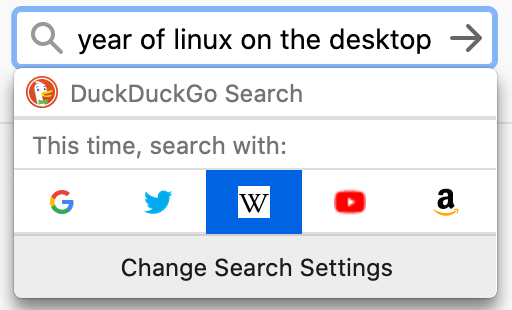 year of linux on the desktop
DuckDuckGo Search
This time, search with:
G W a
Change Search Settings